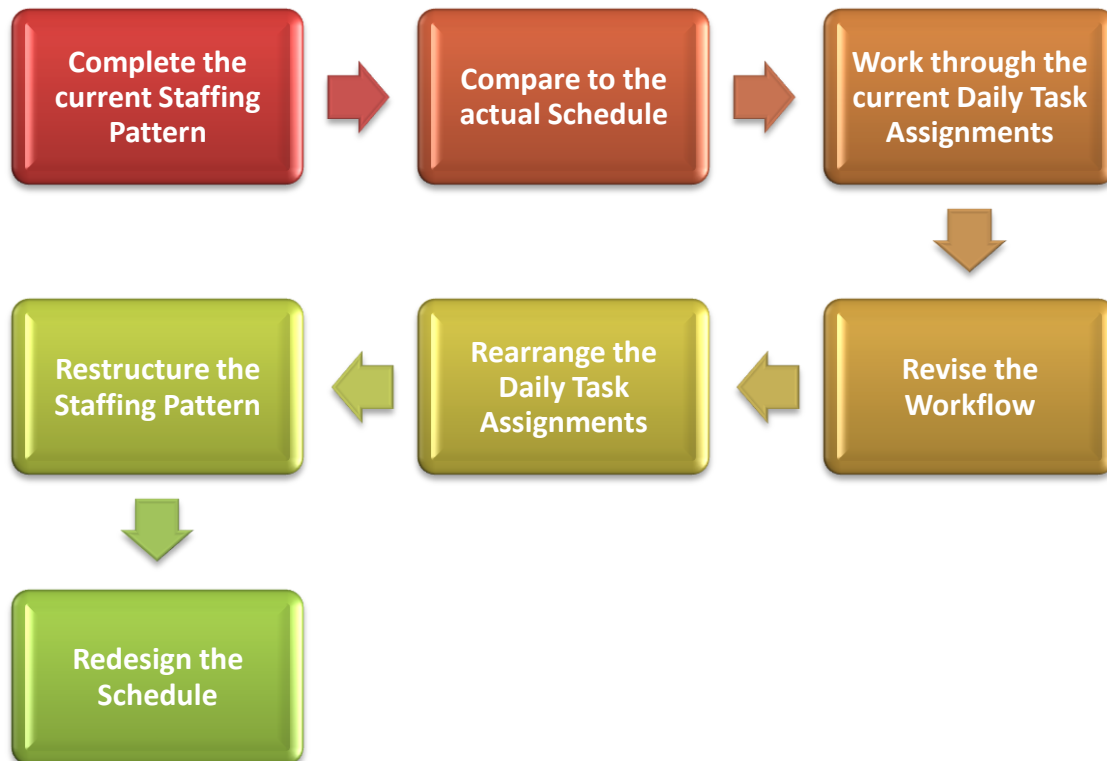 Complete the
current Staffing
Pattern
Compare to the
actual Schedule
Work through the
current Daily Task
Assignments
Revise the
Workflow
Rearrange the
Daily Task
Assignments
Restructure the
Staffing Pattern
Redesign the
Schedule